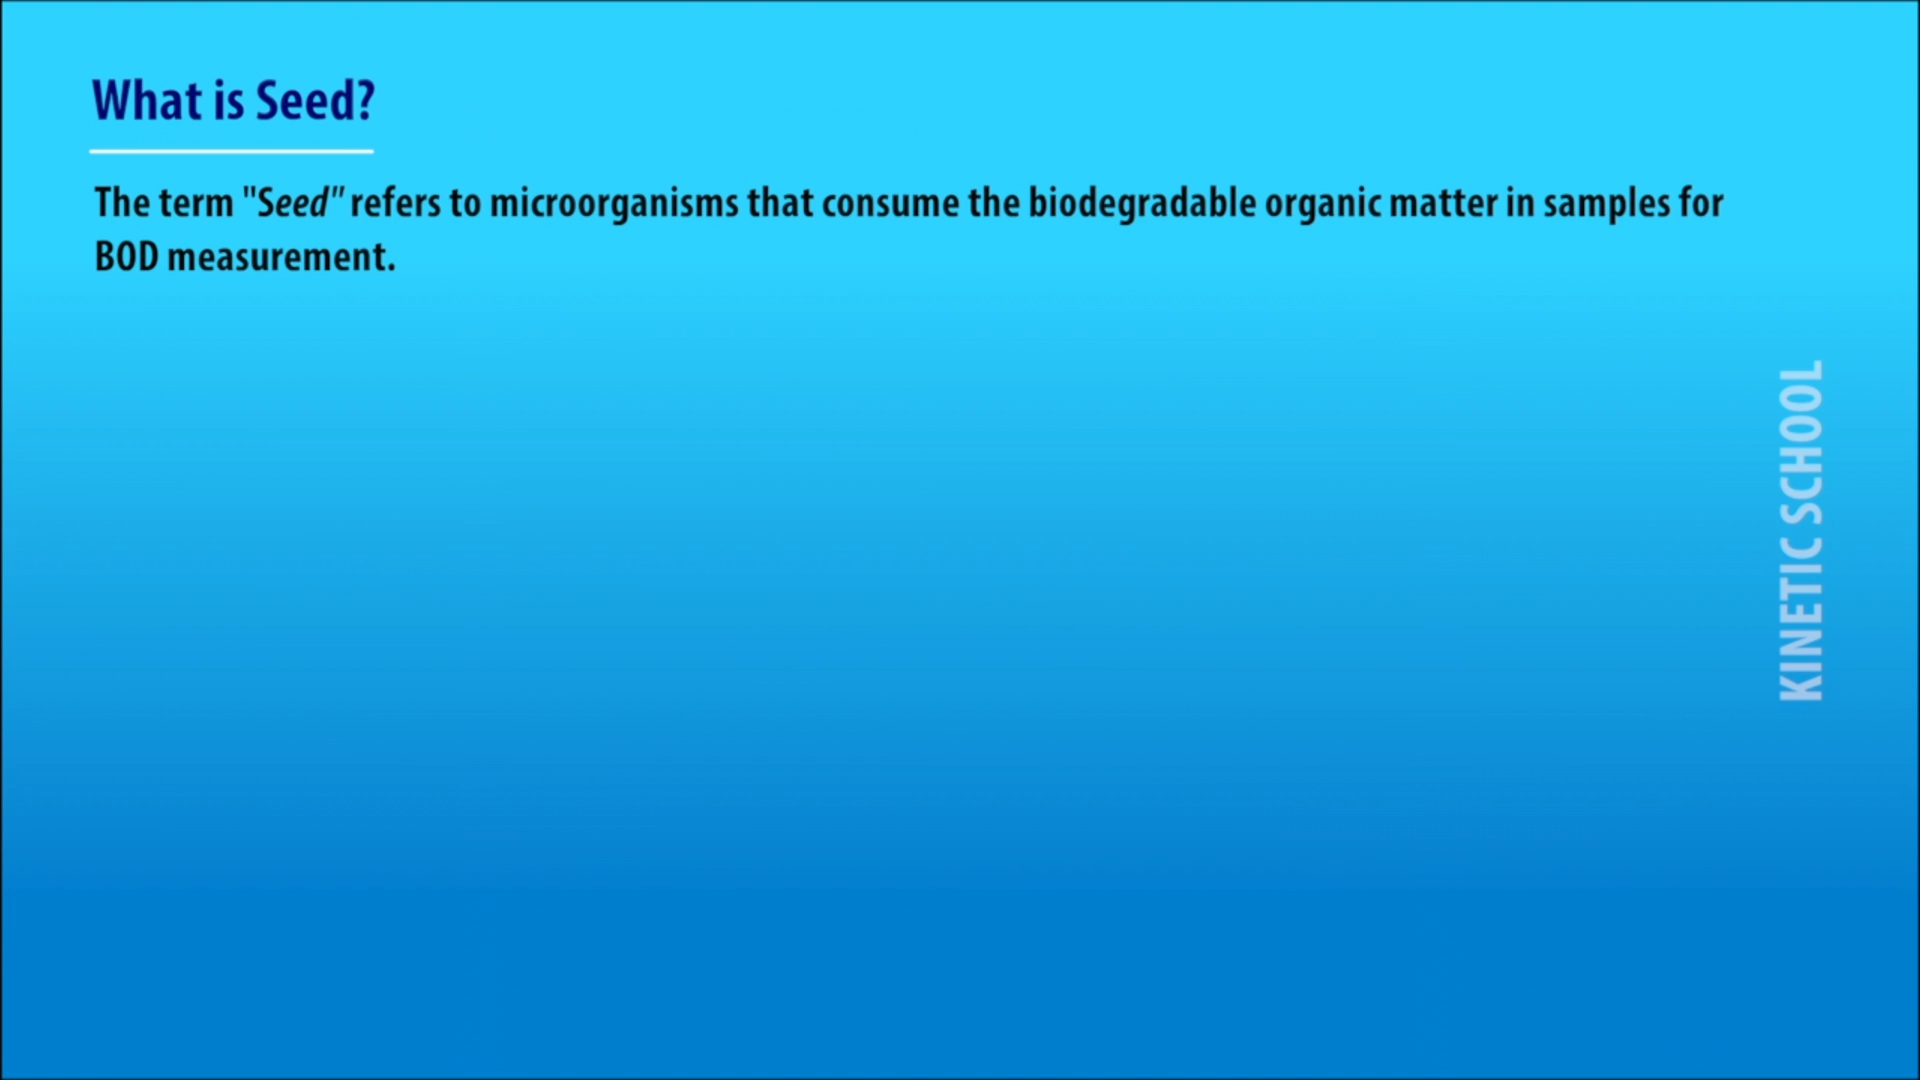 What is Seed?
The term "Seed" refers to microorganisms that consume the biodegradable organic matter in samples for
BOD measurement.
KINETIC SCHOOL